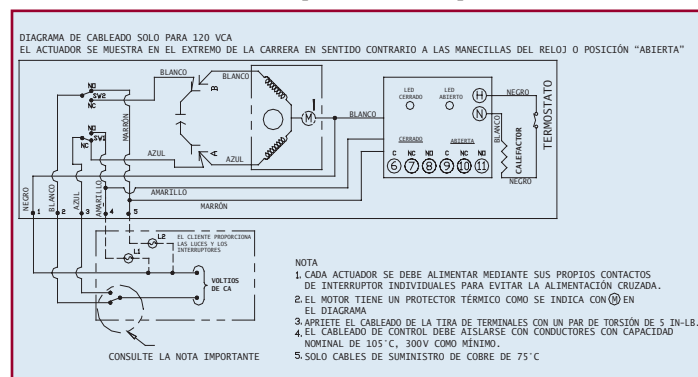 DIAGRAMA DE CABLEADO SOLO PARA 120 VCA
EL ACTUADOR SE MUESTRA EN EL EXTREMO DE LA CARRERA EN SENTIDO CONTRARIO A LAS MANECILLAS DEL RELOJ O POSICIÓN “ABIERTA”
NO
SW2
NC
BLANCO
BLANCO
B
MARRÓN
NO
NC
SW1
AZUL
A
AZUL
M
BLANCO
LED
CERRADO
LED
ABIERTO
H
N
NEGRO
BLANCO
CALEFACTOR
NEGRO
TERMOSTATO
CERRADO
ABIERTA
C NC NO C NC NO
6 7 8 9 10 11
NEGRO
BLANCO
AZUL
AMARILLO
AMARILLO
MARRÓN
1 2 3 4 5
L2
L1
EL CLIENTE PROPORCIONA
LAS LUCES Y LOS
INTERRUPTORES
VOLTIOS
DE CA
CONSULTE LA NOTA IMPORTANTE
NOTA
1. CADA ACTUADOR SE DEBE ALIMENTAR MEDIANTE SUS PROPIOS CONTACTOS
DE INTERRUPTOR INDIVIDUALES PARA EVITAR LA ALIMENTACIÓN CRUZADA.
2. EL MOTOR TIENE UN PROTECTOR TÉRMICO COMO SE INDICA CON M EN
EL DIAGRAMA
3. APRIETE EL CABLEADO DE LA TIRA DE TERMINALES CON UN PAR DE TORSIÓN DE 5 IN-LB.
4. EL CABLEADO DE CONTROL DEBE AISLARSE CON CONDUCTORES CON CAPACIDAD
NOMINAL DE 105°C, 300V COMO MÍNIMO.
5. SOLO CABLES DE SUMINISTRO DE COBRE DE 75°C